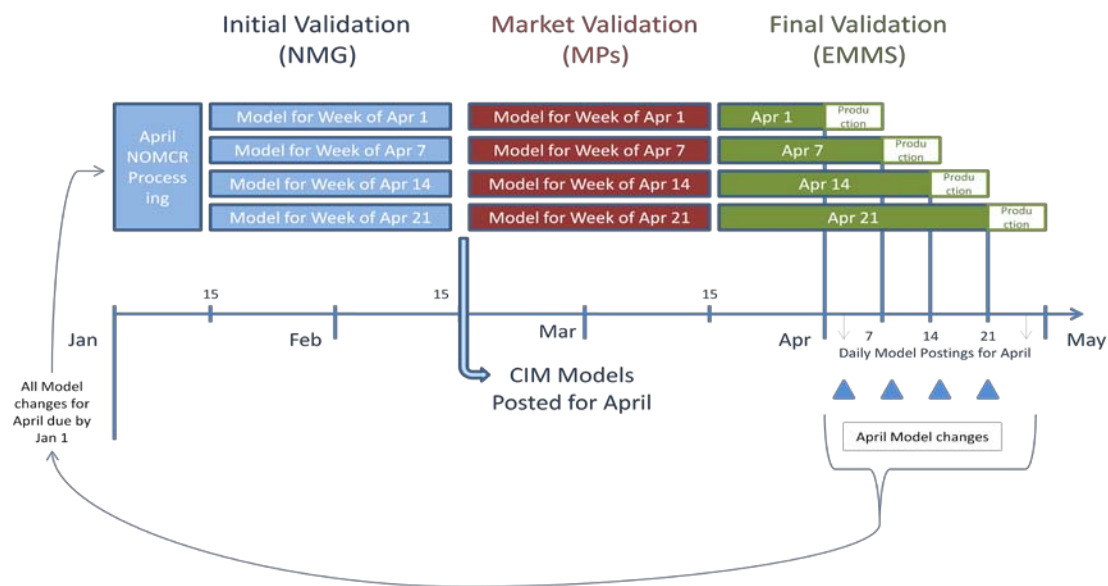 Initial Validation
(NMG)
Market Validation
(MPs)
Final Validation
(EMMS)
April
NOMCR
Process
ing
Model for Week of Apr 1
Model for Week of Apr 7
Model for Week of Apr 14
Model for Week of Apr 21
Model for Week of Apr 1
Model for Week of Apr 7
Model for Week of Apr 14
Model for Week of Apr 21
Apr 1
Produ
ction
Apr 7
Produ
ction
Apr 14
Produ
ction
Apr 21
Produ
ction
15
15
15
Jan
Feb
Mar
Apr
7
14
21
May
Daily Model Postings for April
CIM Models
Posted for April
All Model
changes for
April due by
Jan 1
April Model changes